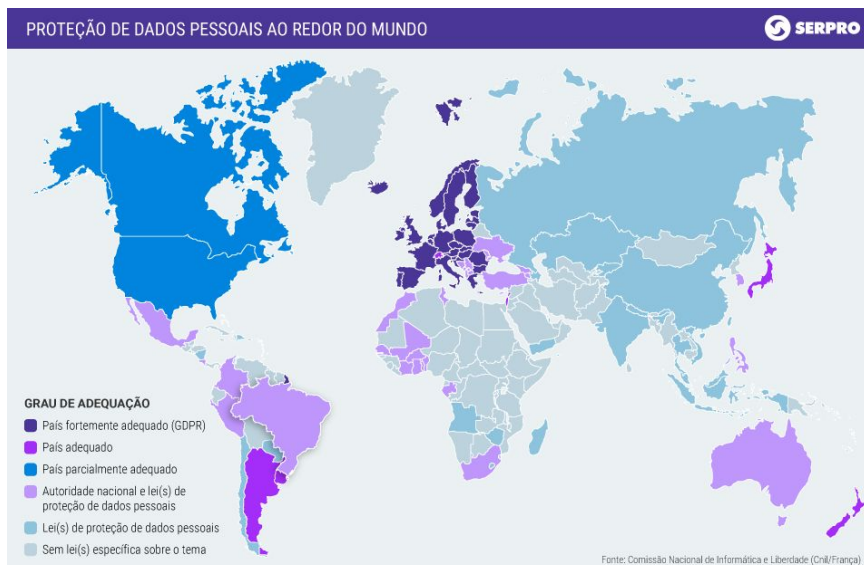 PROTEÇÃO DE DADOS PESSOAIS AO REDOR DO MUNDO
SERPRO
GRAU DE ADEQUAÇÃO
País fortemente adequado (GDPR)
País adequado
País parcialmente adequado
Autoridade nacional e lei(s) de
proteção de dados pessoais
Lei(s) de proteção de dados pessoais
Sem lei(s) específica sobre o tema
Fonte: Comissão Nacional de Informática e Liberdade (Cnil/França)